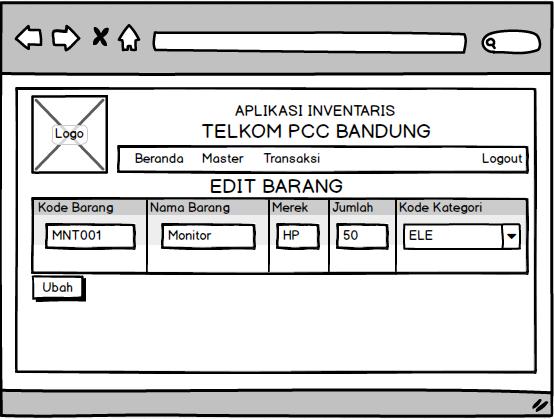 Logo
APLIKASI INVENTARIS
TELKOM PCC BANDUNG
Beranda Master Transaksi Logout
EDIT BARANG
Kode Barang Nama Barang Merek Jumlah Kode Kategori
MNT001 Monitor HP 50 ELE
Ubah